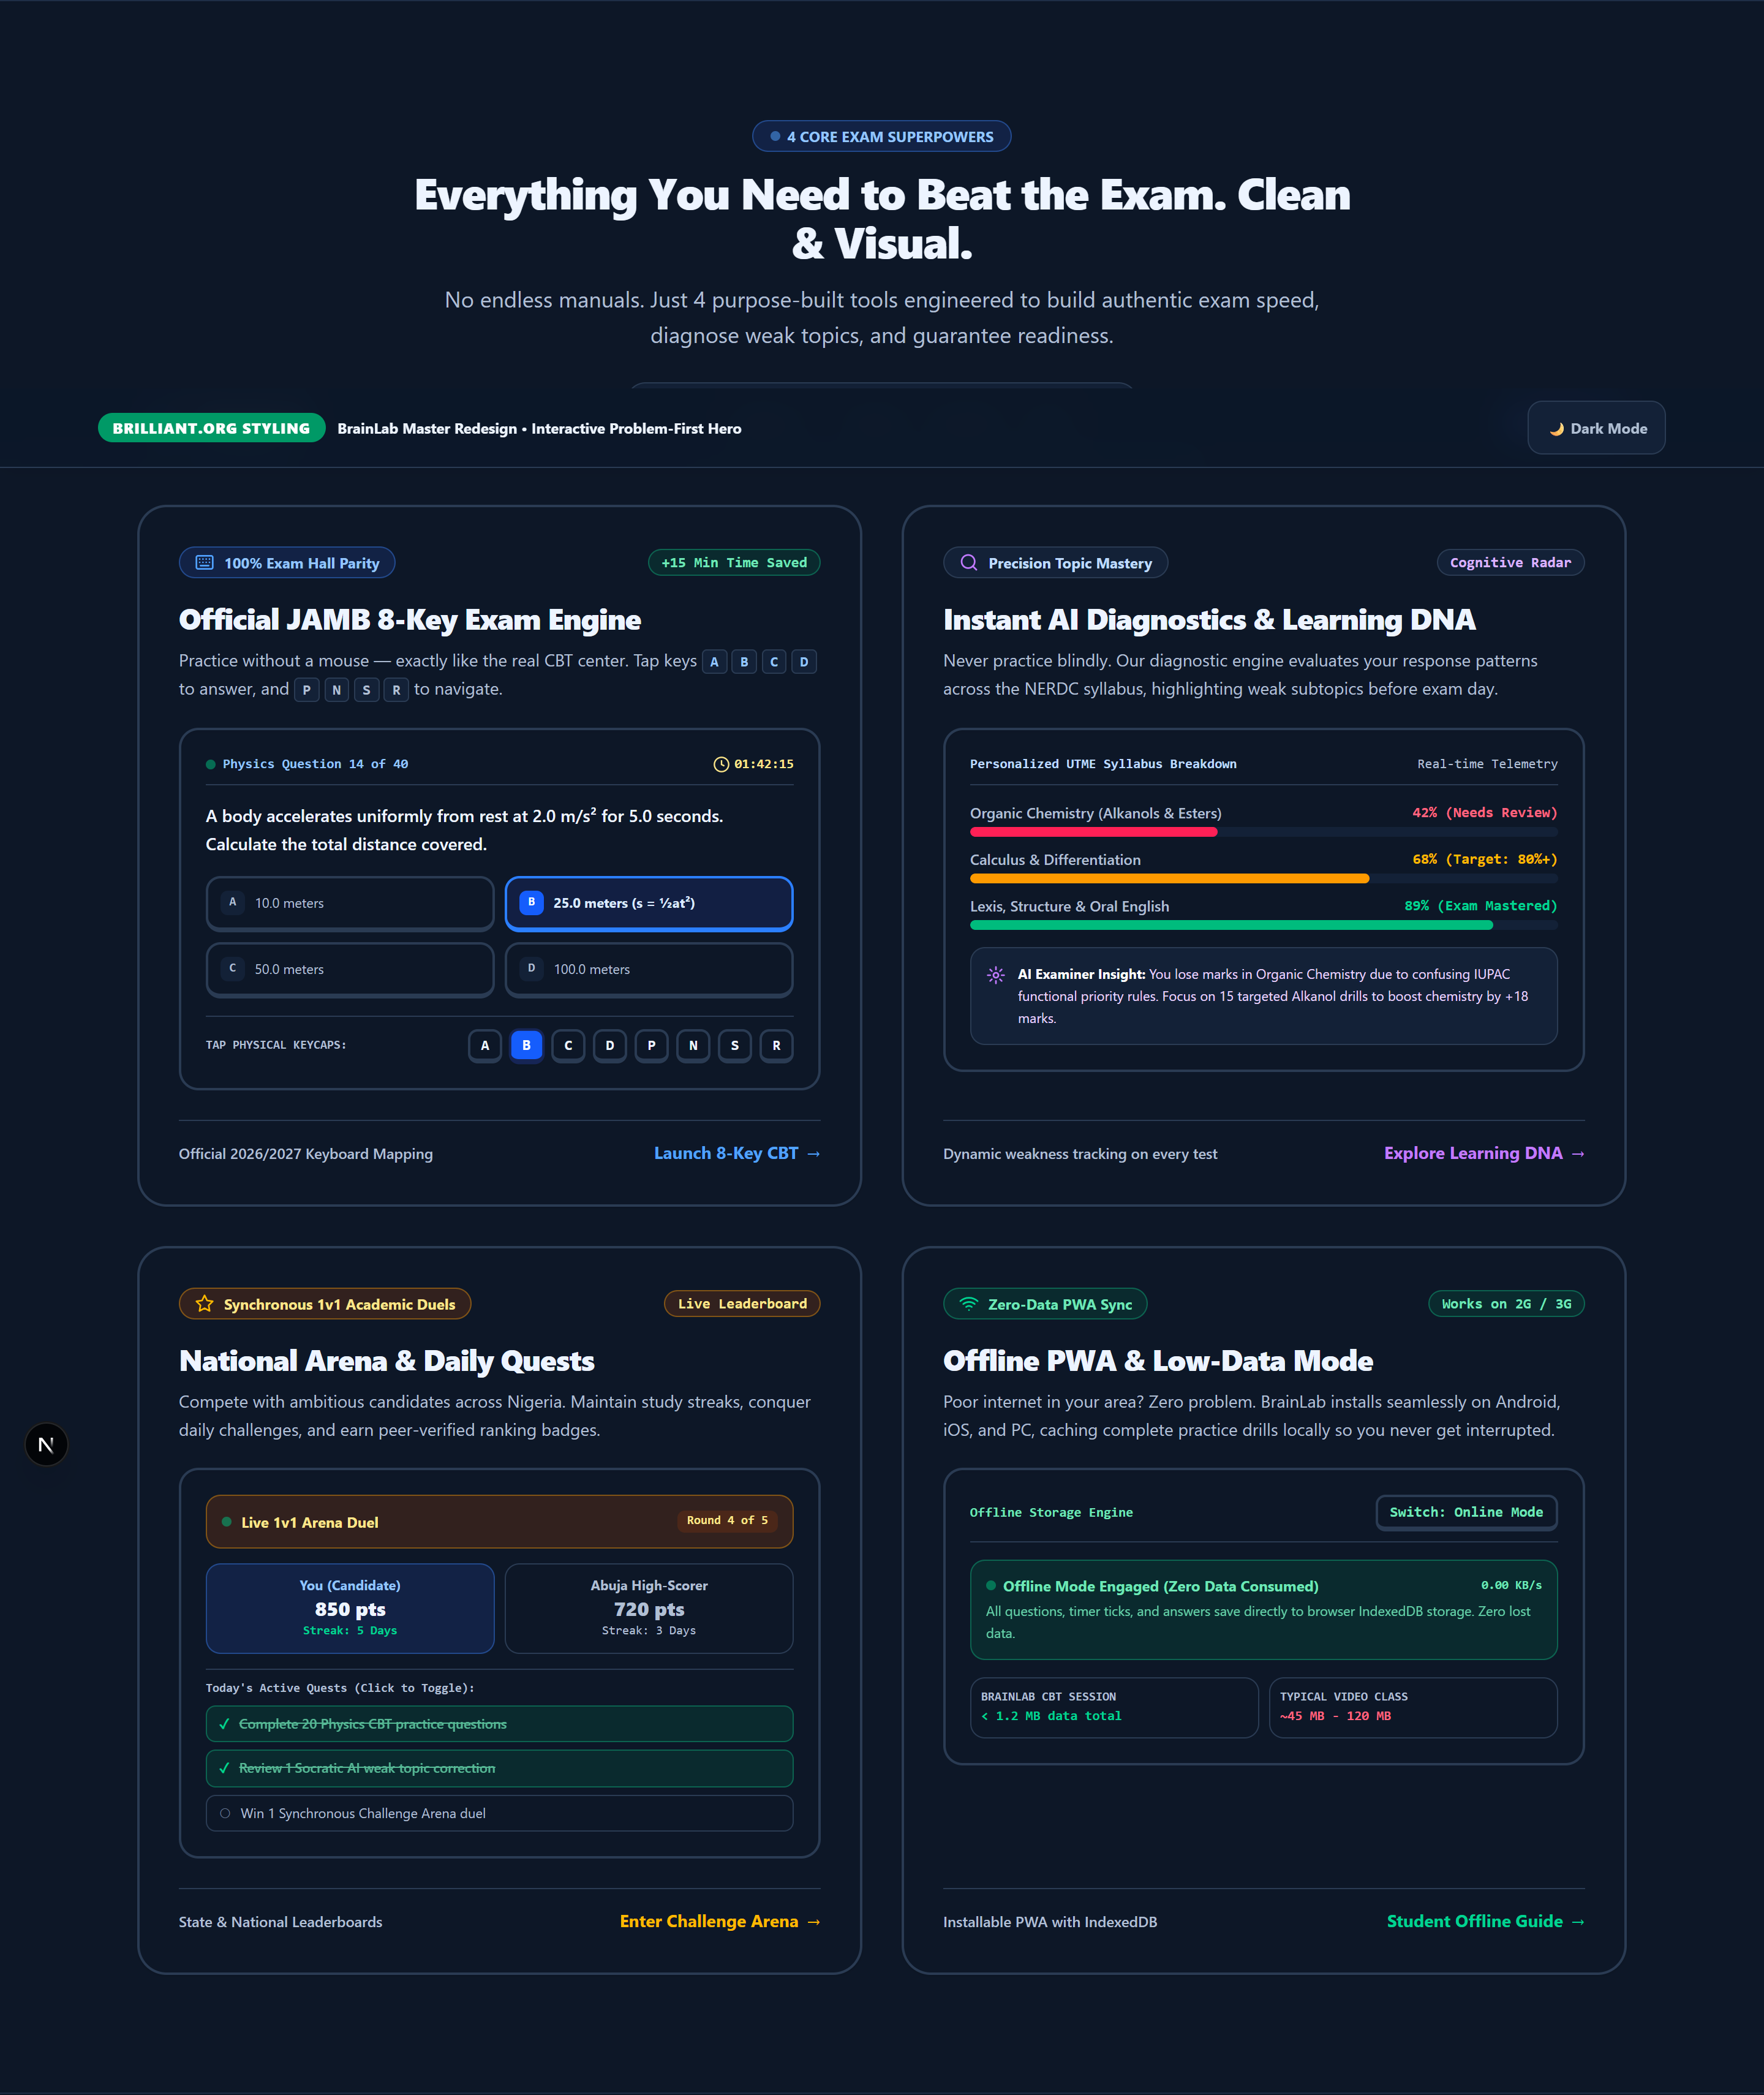 4 CORE EXAM SUPERPOWERS
Everything You Need to Beat the Exam. Clean
& Visual.
No endless manuals. Just 4 purpose-built tools engineered to build authentic exam speed,
diagnose weak topics, and guarantee readiness.
BRILLIANT.ORG STYLING
BrainLab Master Redesign • Interactive Problem-First Hero
🌙 Dark Mode
100% Exam Hall Parity
+15 Min Time Saved
Official JAMB 8-Key Exam Engine
Practice without a mouse — exactly like the real CBT center. Tap keys A B C D
to answer, and P N S R to navigate.
Physics Question 14 of 40
01:42:15
A body accelerates uniformly from rest at 2.0 m/s² for 5.0 seconds.
Calculate the total distance covered.
A 10.0 meters
B 25.0 meters (s = ½at²)
C 50.0 meters
D 100.0 meters
TAP PHYSICAL KEYCAPS:
A B C D P N S R
Official 2026/2027 Keyboard Mapping
Launch 8-Key CBT →
Precision Topic Mastery
Cognitive Radar
Instant AI Diagnostics & Learning DNA
Never practice blindly. Our diagnostic engine evaluates your response patterns
across the NERDC syllabus, highlighting weak subtopics before exam day.
Personalized UTME Syllabus Breakdown
Real-time Telemetry
Organic Chemistry (Alkanols & Esters)
42% (Needs Review)
Calculus & Differentiation
68% (Target: 80%+)
Lexis, Structure & Oral English
89% (Exam Mastered)
AI Examiner Insight: You lose marks in Organic Chemistry due to confusing IUPAC
functional priority rules. Focus on 15 targeted Alkanol drills to boost chemistry by +18
marks.
Dynamic weakness tracking on every test
Explore Learning DNA →
Synchronous 1v1 Academic Duels
Live Leaderboard
National Arena & Daily Quests
Compete with ambitious candidates across Nigeria. Maintain study streaks, conquer
daily challenges, and earn peer-verified ranking badges.
Live 1v1 Arena Duel
Round 4 of 5
You (Candidate)
850 pts
Streak: 5 Days
Abuja High-Scorer
720 pts
Streak: 3 Days
Today's Active Quests (Click to Toggle):
✓ Complete 20 Physics CBT practice questions
✓ Review 1 Socratic AI weak topic correction
○ Win 1 Synchronous Challenge Arena duel
State & National Leaderboards
Enter Challenge Arena →
Zero-Data PWA Sync
Works on 2G / 3G
Offline PWA & Low-Data Mode
Poor internet in your area? Zero problem. BrainLab installs seamlessly on Android,
iOS, and PC, caching complete practice drills locally so you never get interrupted.
Offline Storage Engine
Switch: Online Mode
Offline Mode Engaged (Zero Data Consumed)
0.00 KB/s
All questions, timer ticks, and answers save directly to browser IndexedDB storage. Zero lost
data.
BRAINLAB CBT SESSION
< 1.2 MB data total
TYPICAL VIDEO CLASS
~45 MB - 120 MB
Installable PWA with IndexedDB
Student Offline Guide →
N